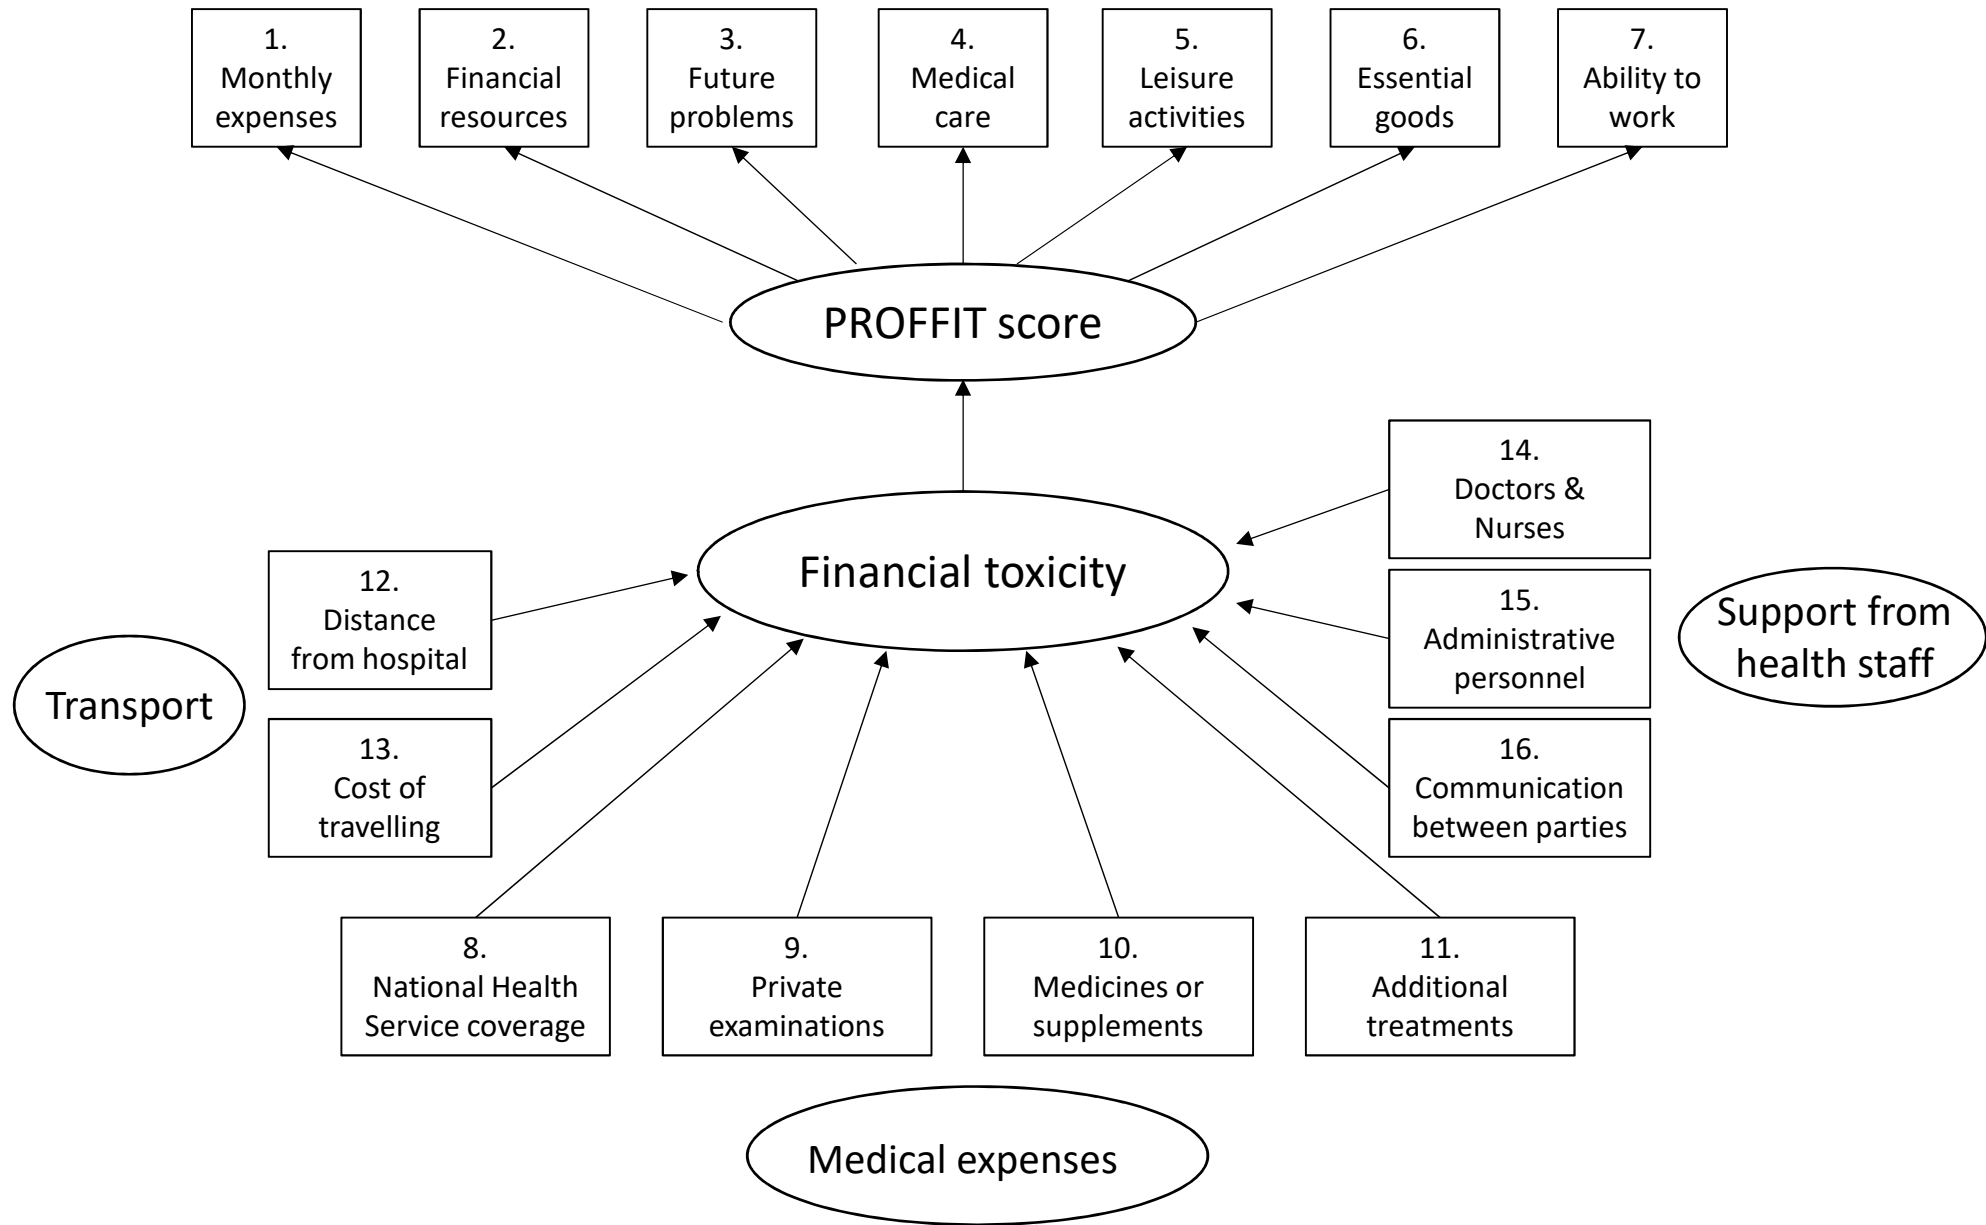 1.
Monthly
expenses
2.
Financial
resources
3.
Future
problems
4.
Medical
care
5.
Leisure
activities
6.
Essential
goods
7.
Ability to
work
PROFFIT score
Financial toxicity
14.
Doctors &
Nurses
12.
Distance
from hospital
15.
Administrative
personnel
Support from
health staff
Transport
13.
Cost of
travelling
16.
Communication
between parties
8.
National Health
Service coverage
9.
Private
examinations
10.
Medicines or
supplements
11.
Additional
treatments
Medical expenses